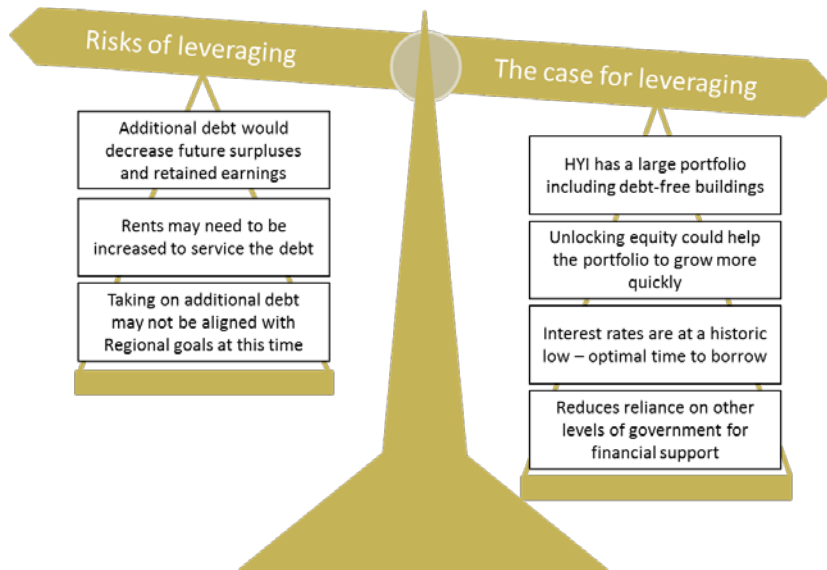 Risks of leveraging
Additional debt would
decrease future surpluses
and retained earnings
Rents may need to be
increased to service the debt
Taking on additional debt
may not be aligned with
Regional goals at this time
The case for leveraging
HYI has a large portfolio
including debt-free buildings
Unlocking equity could help
the portfolio to grow more
quickly
Interest rates are at a historic
low – optimal time to borrow
Reduces reliance on other
levels of government for
financial support